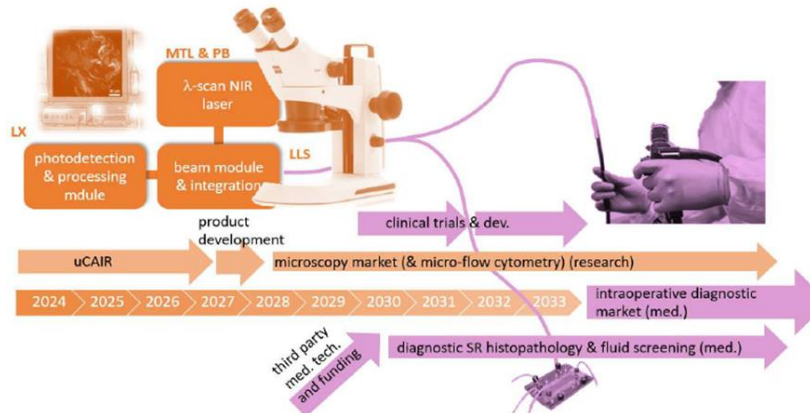 MTL & PB
λ-scan NIR
laser
LX
photodetection
& processing
mdule
beam module
& integration
LLS
product
development
clinical trials & dev.
uCAIR
microscopy market (& micro-flow cytometry) (research)
2024 2025 2026 2027 2028 2029 2030 2031 2032 2033
intraoperative diagnostic
market (med.)
third party
med. tech.
and funding
diagnostic SR histopathology & fluid screening (med.)